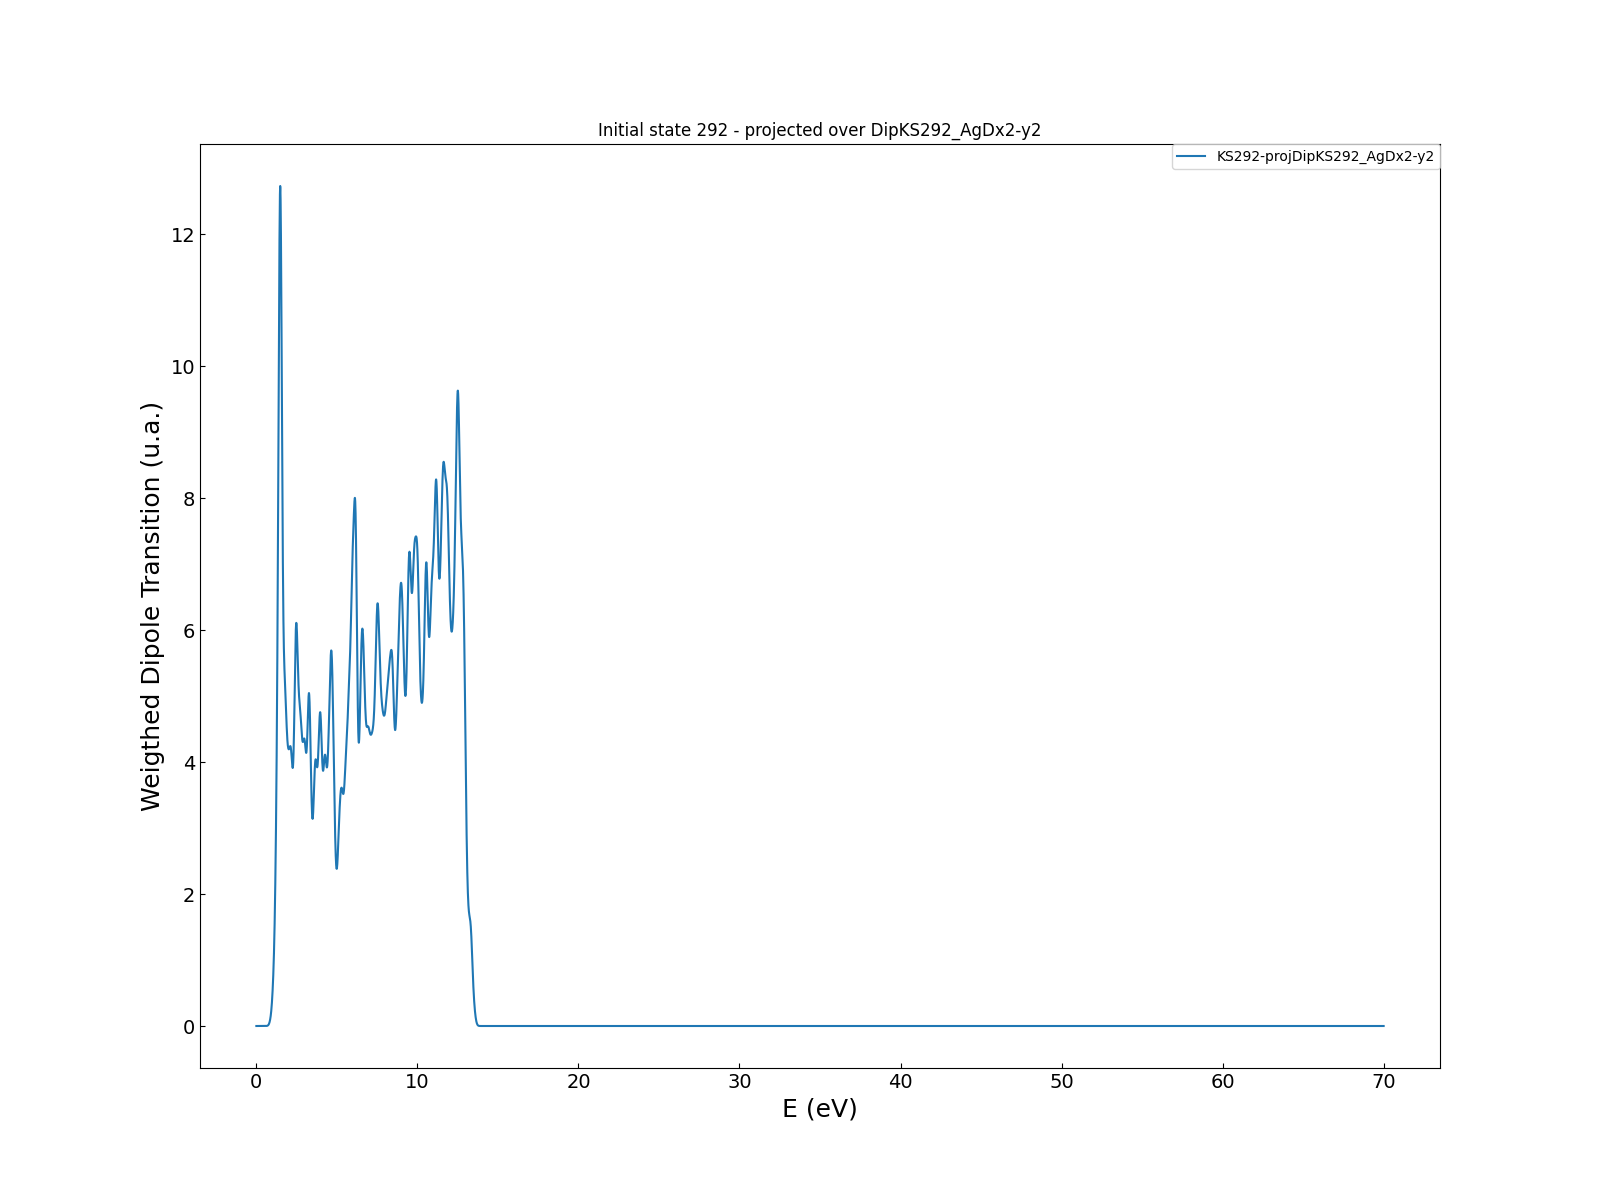 Initial state 292 - projected over DipKS292_AgDx2-y2
KS292-projDipKS292_AgDx2-y2
Weigthed Dipole Transition (u.a.)
12
10
8
6
4
2
0
0 10 20 30 40 50 60 70
E (eV)